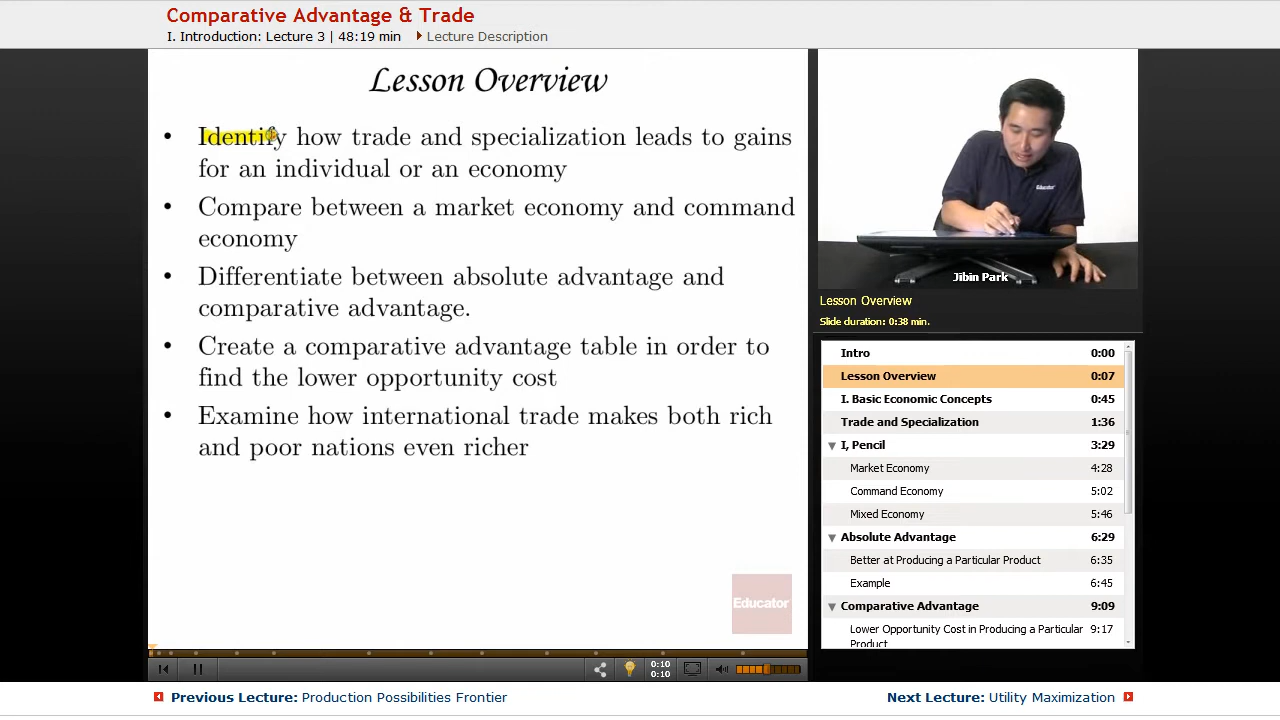 Comparative Advantage & Trade
I. Introduction: Lecture 3 | 48:19 min
Lecture Description
Lesson Overview
• Identify how trade and specialization leads to gains
for an individual or an economy
• Compare between a market economy and command
economy
• Differentiate between absolute advantage and
comparative advantage.
• Create a comparative advantage table in order to
find the lower opportunity cost
• Examine how international trade makes both rich
and poor nations even richer
Educator
Educator
Jibin Park
Lesson Overview
Slide duration: 0:38 min.
Intro 0:00
Lesson Overview 0:07
I. Basic Economic Concepts 0:45
Trade and Specialization 1:36
I, Pencil 3:29
Market Economy 4:28
Command Economy 5:02
Mixed Economy 5:46
Absolute Advantage 6:29
Better at Producing a Particular Product 6:35
Example 6:45
Comparative Advantage 9:09
Lower Opportunity Cost in Producing a Particular 9:17
Product
0:10
0:10
Previous Lecture: Production Possibilities Frontier
Next Lecture: Utility Maximization